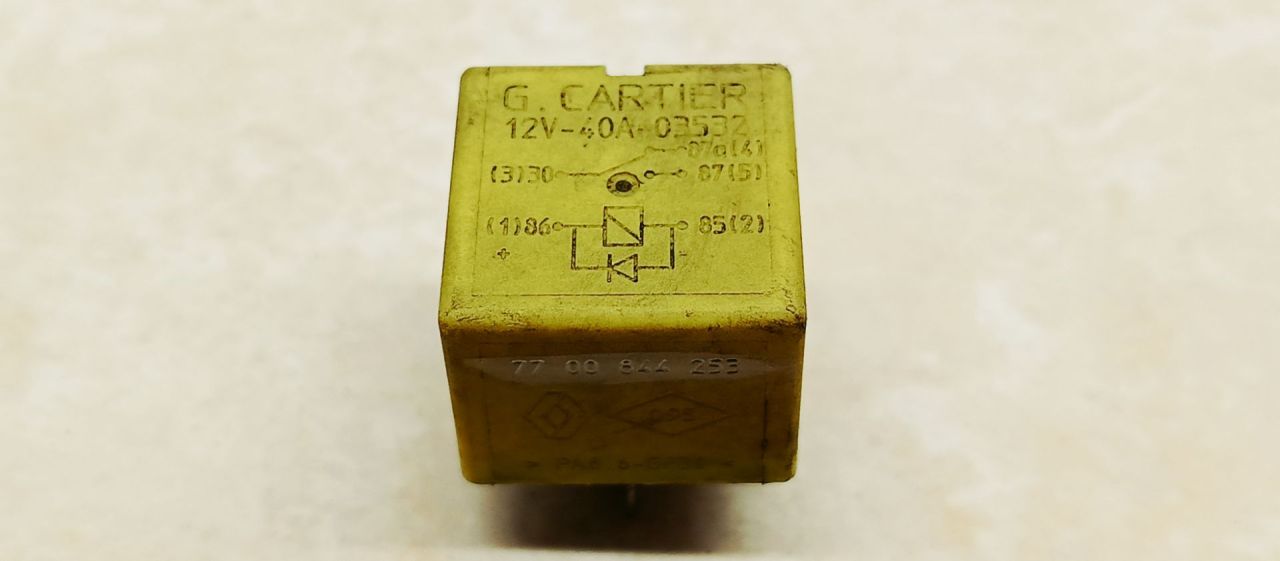 G. CARTIER
12V-40A-03532
87a(4)
(3)30 87(5)
(1)86 85(2)
+ -
77 00 844 253